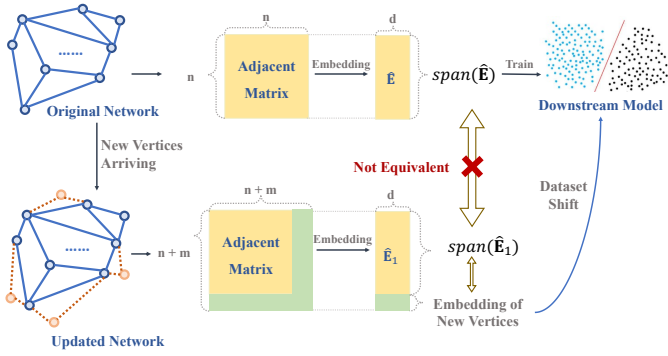 n
d
......
n
Adjacent
Matrix
Embedding
Ê
span(Ê)
Train
Original Network
Downstream Model
New Vertices
Arriving
Not Equivalent
n + m
d
Dataset
Shift
......
n + m
Adjacent
Matrix
Embedding
Ê₁
span(Ê₁)
Embedding of
New Vertices
Updated Network